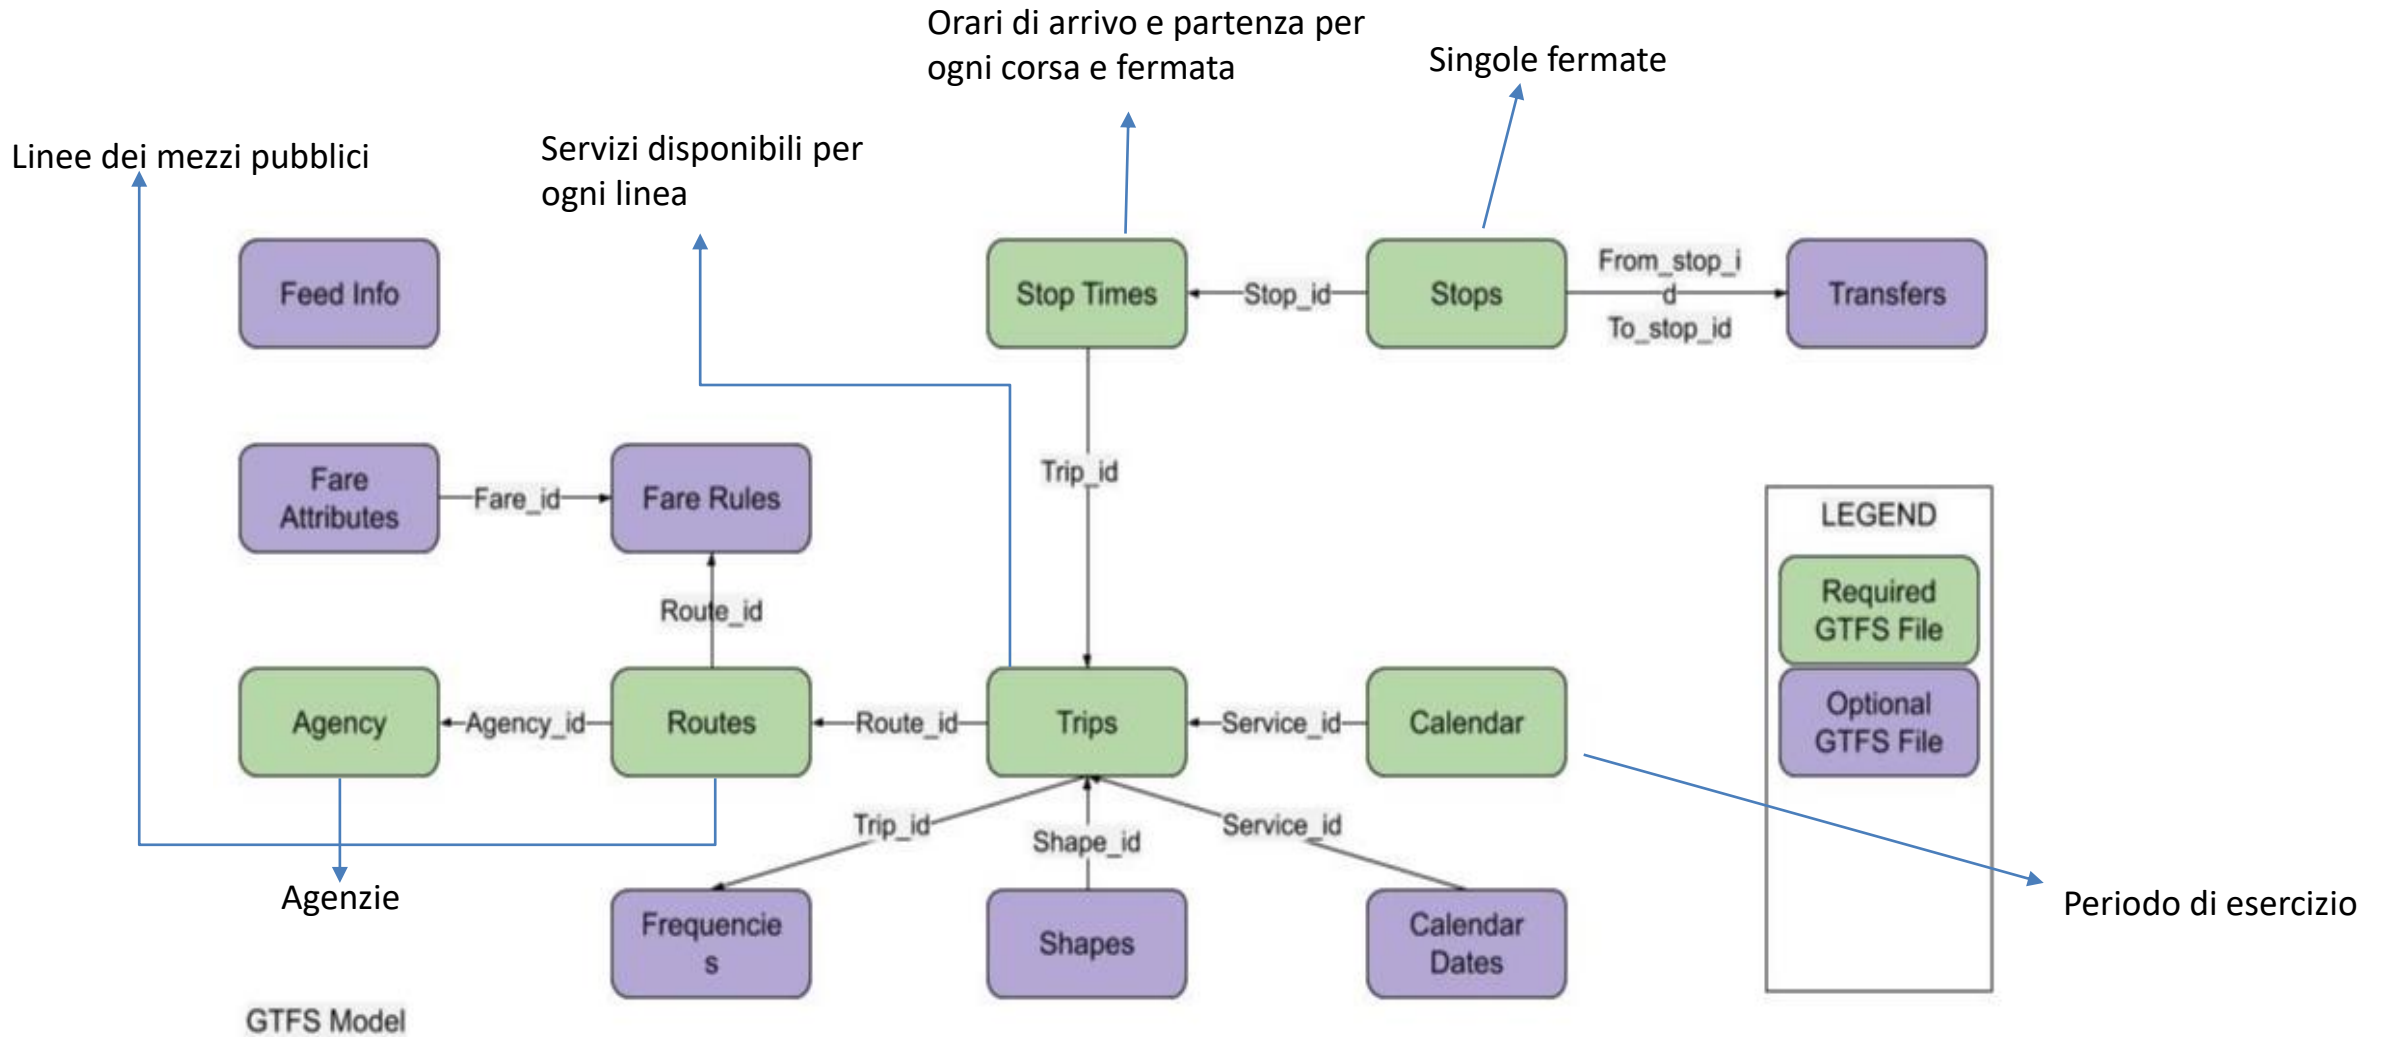 Orari di arrivo e partenza per
ogni corsa e fermata
Singole fermate
Linee dei mezzi pubblici
Servizi disponibili per
ogni linea
Feed Info
Stop Times
Stop_id
Stops
From_stop_i
d
To_stop_id
Transfers
Trip_id
Fare
Attributes
Fare_id
Fare Rules
LEGEND
Required
GTFS File
Optional
GTFS File
Route_id
Agency
Agency_id
Routes
Route_id
Trips
Service_id
Calendar
Trip_id
Shape_id
Service_id
Agenzie
Periodo di esercizio
Frequencie
s
Shapes
Calendar
Dates
GTFS Model